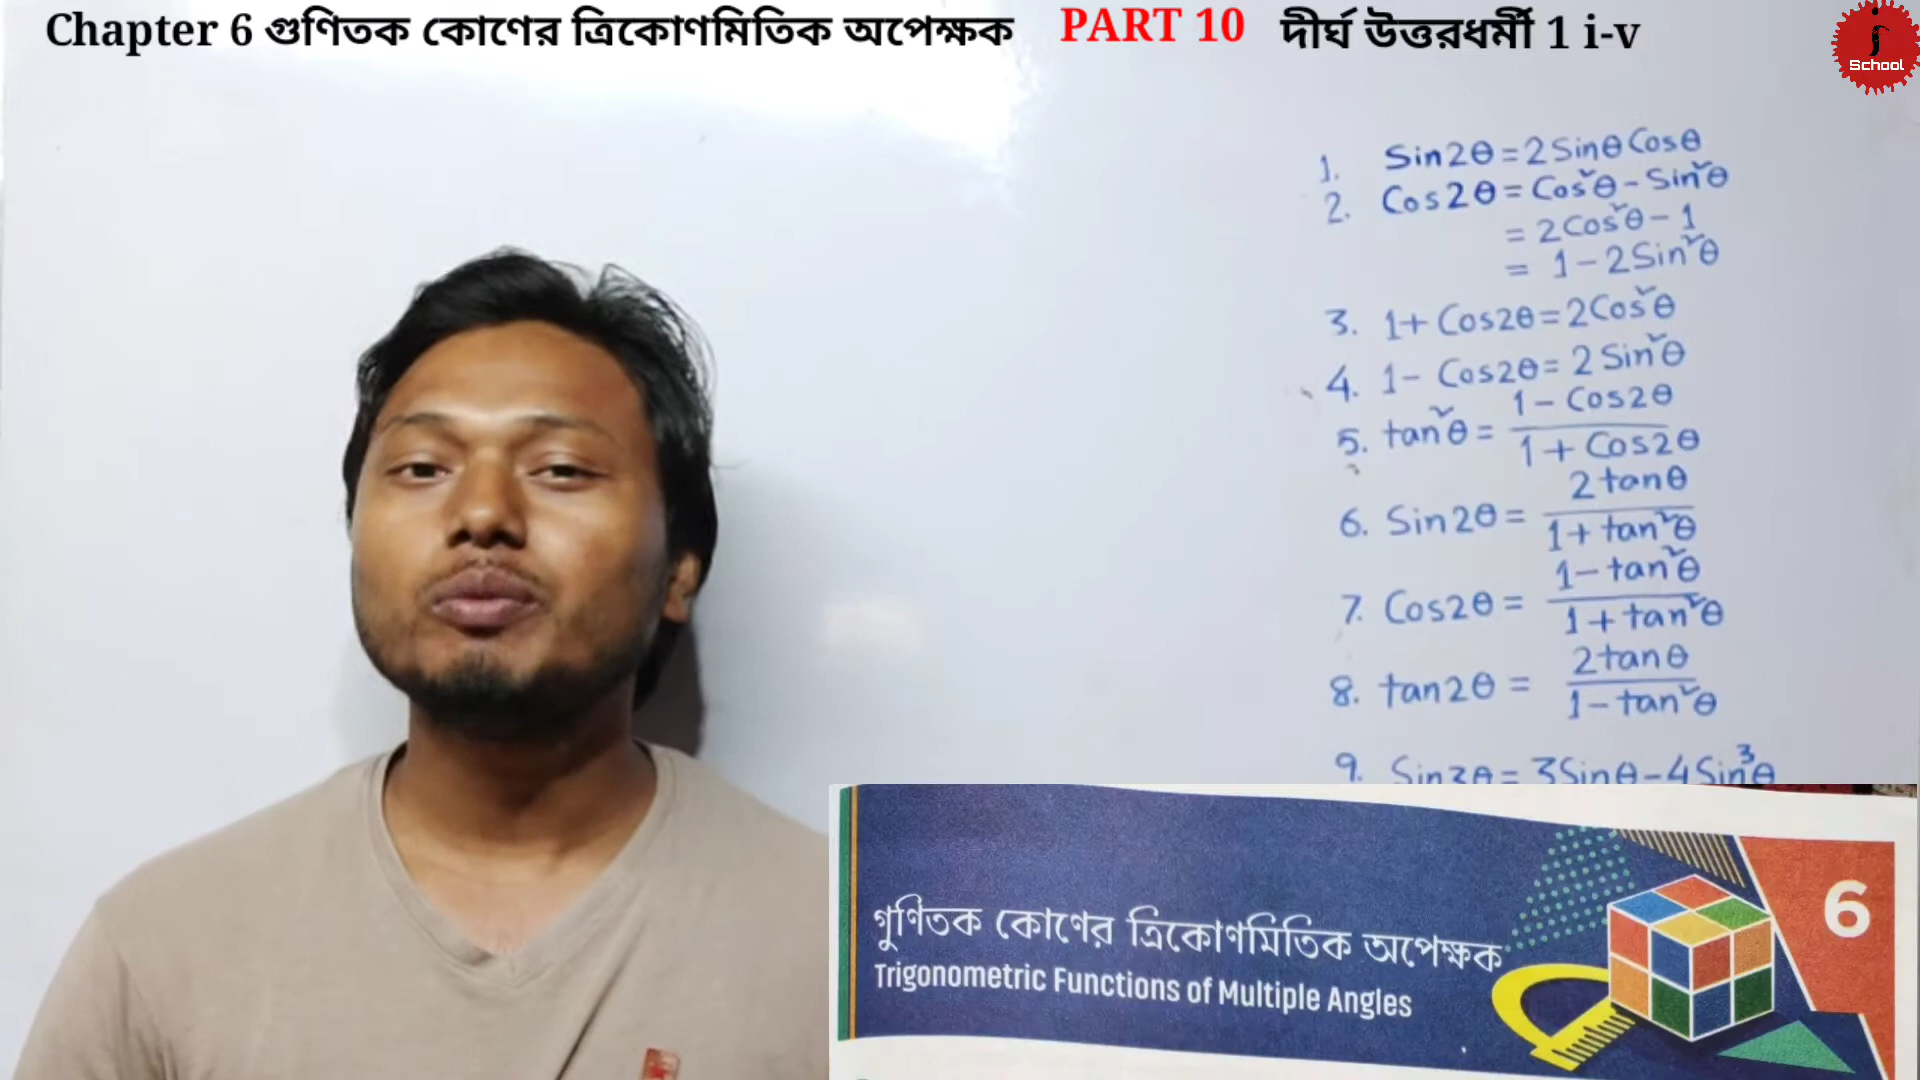 Chapter 6 গুণিতক কোণের ত্রিকোণমিতিক অপেক্ষক PART 10 দীর্ঘ উত্তরধর্মী 1 i-v
School
1. Sin2θ = 2SinθCosθ
2. Cos2θ = Cos²θ - Sin²θ
= 2Cos²θ - 1
= 1 - 2Sin²θ
3. 1 + Cos2θ = 2Cos²θ
4. 1 - Cos2θ = 2Sin²θ
5. tan²θ = (1 - Cos2θ)/(1 + Cos2θ)
6. Sin2θ = 2tanθ/(1 + tan²θ)
7. Cos2θ = (1 - tan²θ)/(1 + tan²θ)
8. tan2θ = 2tanθ/(1 - tan²θ)
9. Sin3θ = 3Sinθ - 4Sin³θ
গুণিতক কোণের ত্রিকোণমিতিক অপেক্ষক
Trigonometric Functions of Multiple Angles
6